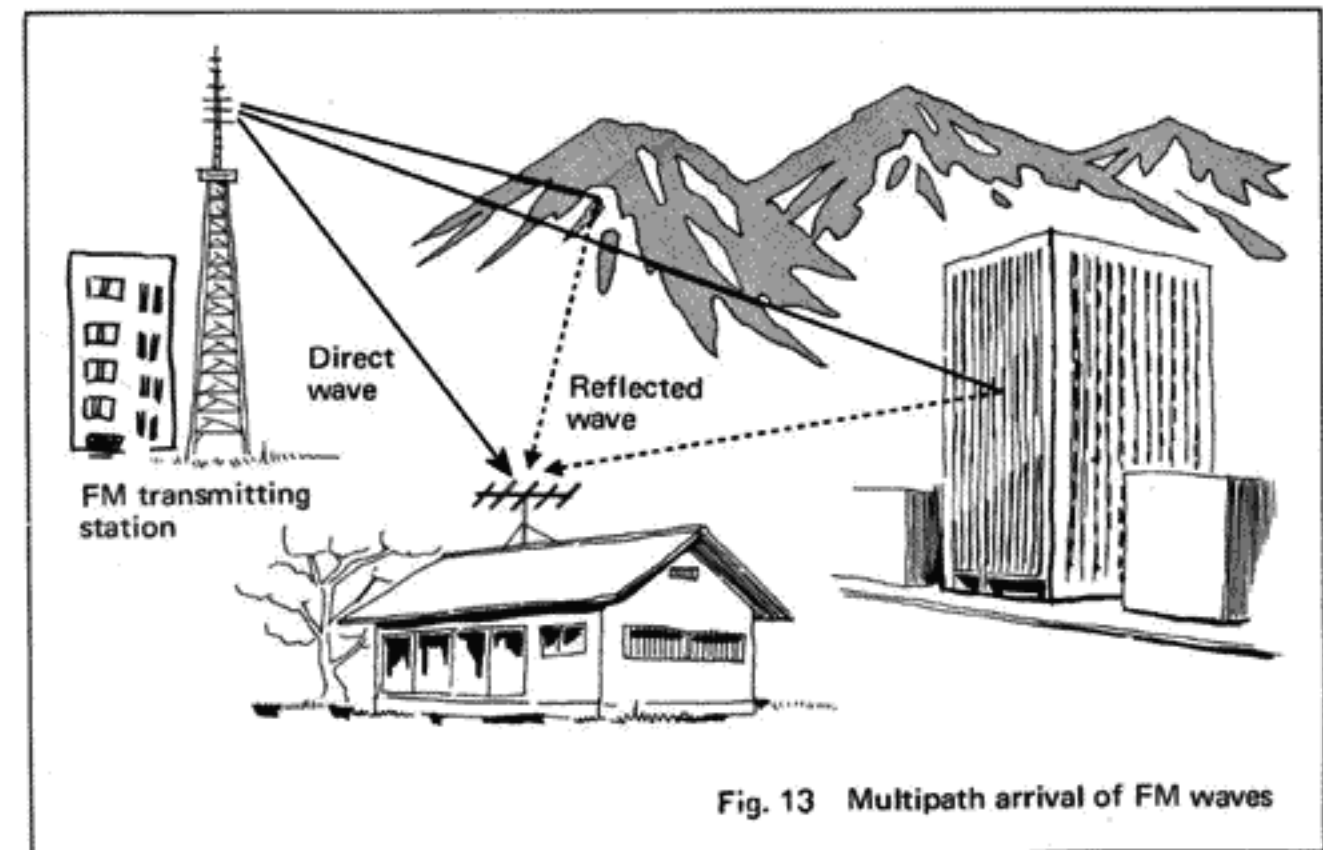 Direct
wave
Reflected
wave
FM transmitting
station
Fig. 13 Multipath arrival of FM waves